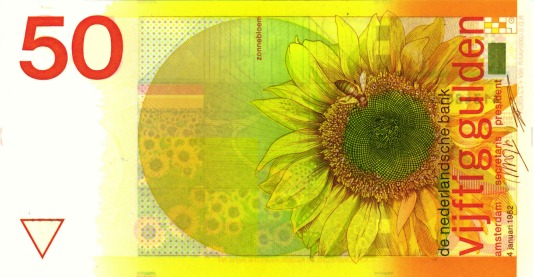 50
zonnebloem
de nederlandsche bank
vijftig gulden
amsterdam secretaris president
4 januari 1982